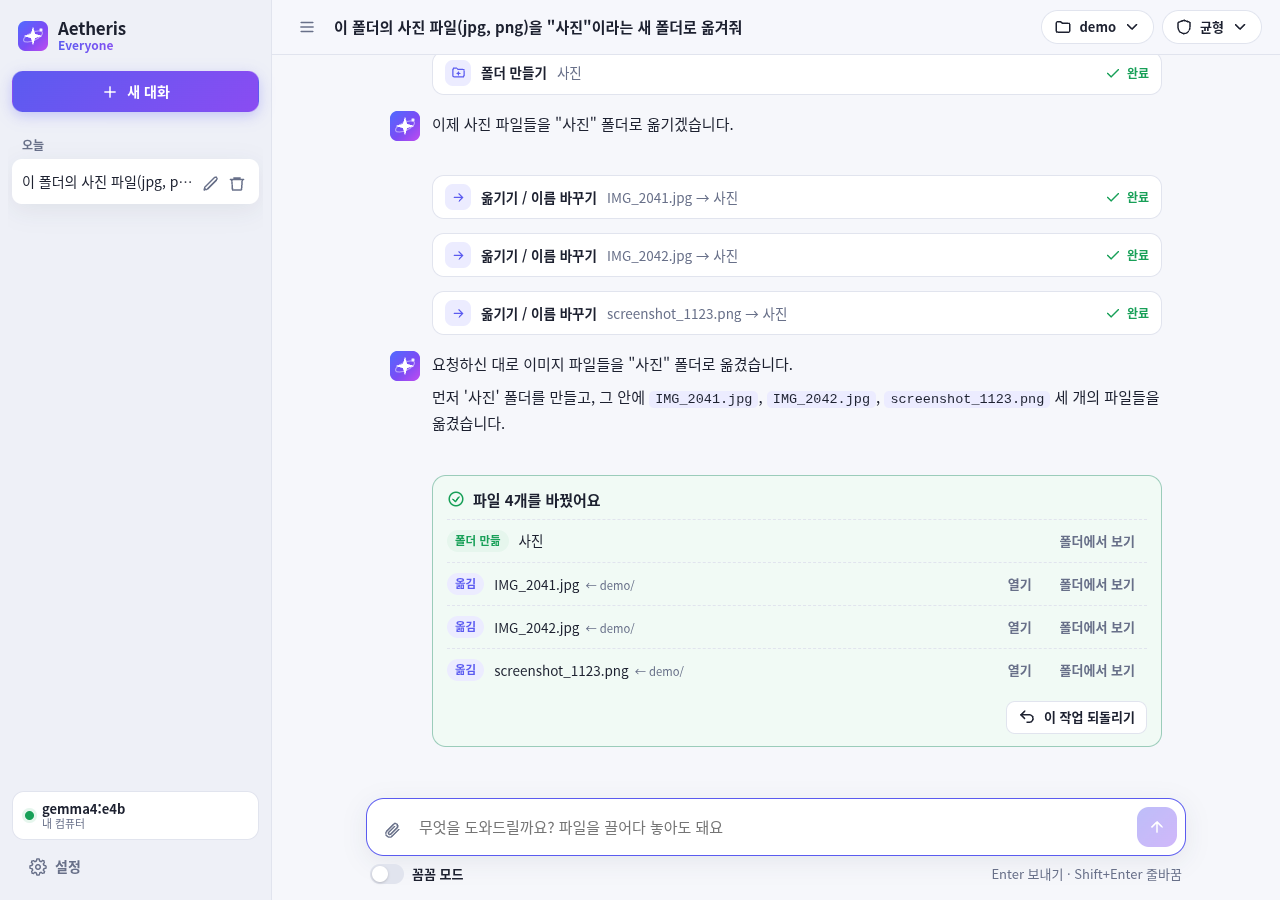 Aetheris
Everyone
새 대화
오늘
이 폴더의 사진 파일(jpg, p…
gemma4:e4b
내 컴퓨터
설정
이 폴더의 사진 파일(jpg, png)을 "사진"이라는 새 폴더로 옮겨줘
demo
균형
폴더 만들기 사진 완료
이제 사진 파일들을 "사진" 폴더로 옮기겠습니다.
옮기기 / 이름 바꾸기 IMG_2041.jpg → 사진 완료
옮기기 / 이름 바꾸기 IMG_2042.jpg → 사진 완료
옮기기 / 이름 바꾸기 screenshot_1123.png → 사진 완료
요청하신 대로 이미지 파일들을 "사진" 폴더로 옮겼습니다.
먼저 '사진' 폴더를 만들고, 그 안에 IMG_2041.jpg, IMG_2042.jpg, screenshot_1123.png 세 개의 파일들을
옮겼습니다.
파일 4개를 바꿨어요
폴더 만듦 사진 폴더에서 보기
옮김 IMG_2041.jpg ← demo/ 열기 폴더에서 보기
옮김 IMG_2042.jpg ← demo/ 열기 폴더에서 보기
옮김 screenshot_1123.png ← demo/ 열기 폴더에서 보기
이 작업 되돌리기
무엇을 도와드릴까요? 파일을 끌어다 놓아도 돼요
꼼꼼 모드
Enter 보내기 · Shift+Enter 줄바꿈